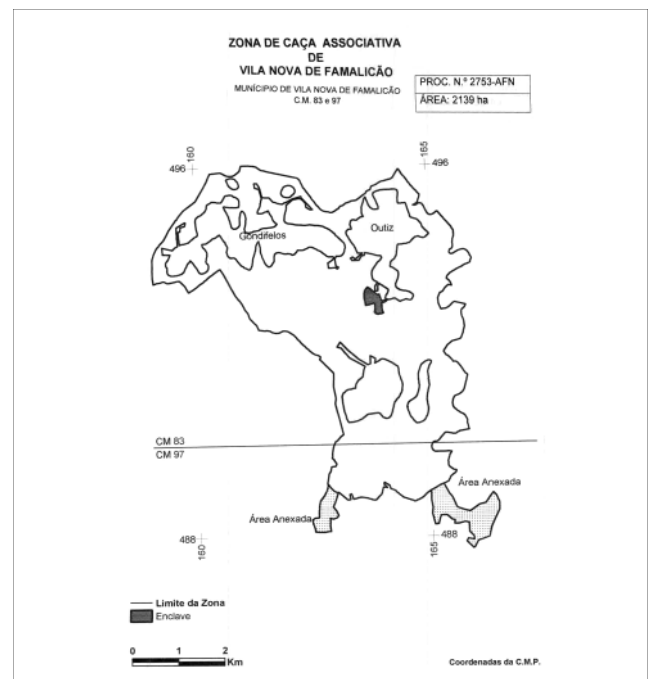 ZONA DE CAÇA ASSOCIATIVA
DE
VILA NOVA DE FAMALICÃO
MUNÍCIPIO DE VILA NOVA DE FAMALICÃO
C.M. 83 e 97
PROC. N.º 2753-AFN
ÁREA: 2139 ha
160
165
496
496
Gondifelos
Outiz
CM 83
CM 97
Área Anexada
Área Anexada
488
160
165
488
Limite da Zona
Enclave
0 1 2
Km
Coordenadas da C.M.P.